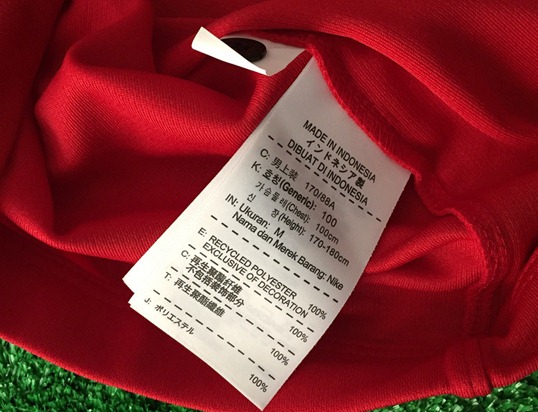 MADE IN INDONESIA
インドネシア製
DIBUAT DI INDONESIA
C: 男上装 170/88A
K: 호칭(Generic): 100
가슴둘레(Chest): 100cm
신 장(Height): 170-180cm
IN: Ukuran: M
Nama dan Merek Barang: Nike
E: RECYCLED POLYESTER
EXCLUSIVE OF DECORATION 100%
C: 再生聚酯纤维
不包括装饰部分 100%
T: 再生聚酯纖維 100%
J: ポリエステル 100%